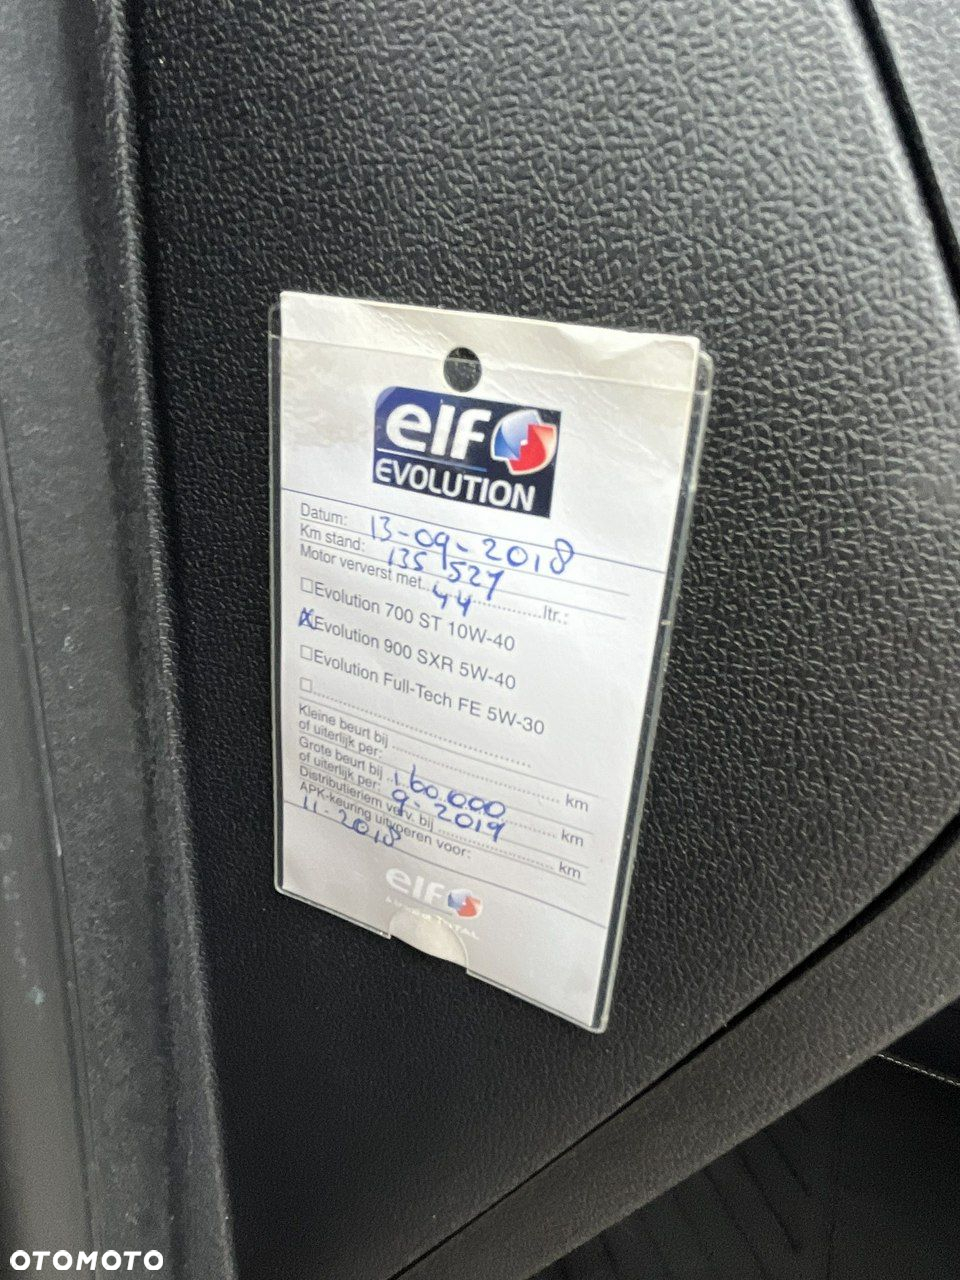 elf
EVOLUTION
Datum: 13-09-2018
Km stand: 135 527
Motor ververst met..44..............ltr.:
☐Evolution 700 ST 10W-40
☒Evolution 900 SXR 5W-40
☐Evolution Full-Tech FE 5W-30
☐..........................................
Kleine beurt bij .................................. km
of uiterlijk per:
Grote beurt bij 160.000............ km
of uiterlijk per: 9-2019
Distributieriem verv. bij ........................ km
APK-keuring uitvoeren voor:
11-2018
elf
TOTAL
OTOMOTO